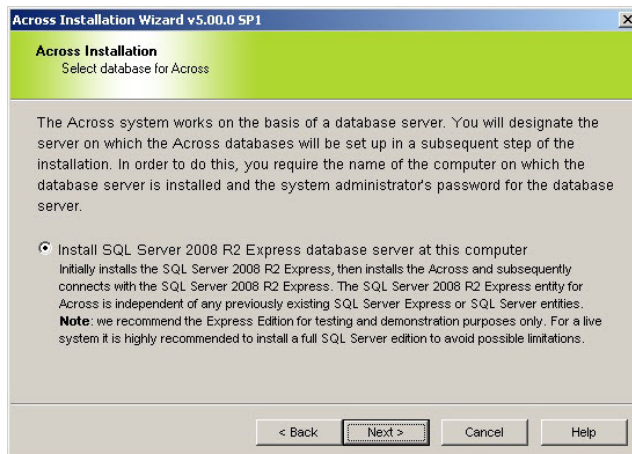 Across Installation Wizard v5.00.0 SP1
Across Installation
Select database for Across
The Across system works on the basis of a database server. You will designate the
server on which the Across databases will be set up in a subsequent step of the
installation. In order to do this, you require the name of the computer on which the
database server is installed and the system administrator's password for the database
server.
Install SQL Server 2008 R2 Express database server at this computer
Initially installs the SQL Server 2008 R2 Express, then installs the Across and subsequently
connects with the SQL Server 2008 R2 Express. The SQL Server 2008 R2 Express entity for
Across is independent of any previously existing SQL Server Express or SQL Server entities.
Note: we recommend the Express Edition for testing and demonstration purposes only. For a live
system it is highly recommended to install a full SQL Server edition to avoid possible limitations.
< Back Next > Cancel Help